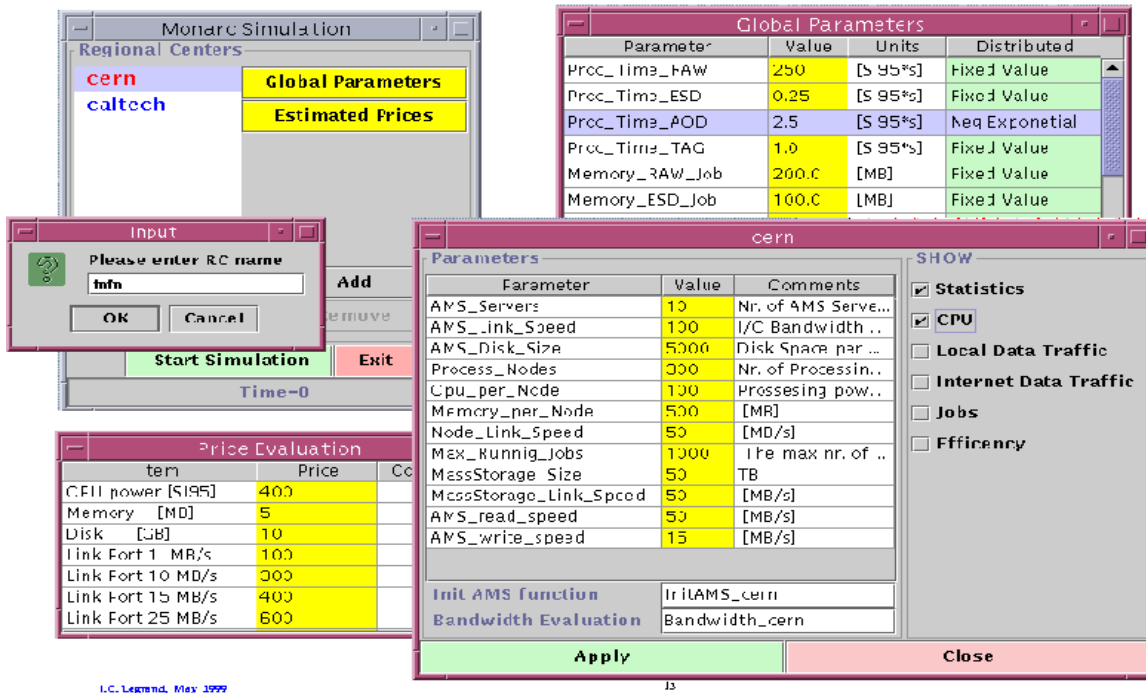 Monarc Simulation
Regional Centers
cern
caltech
Global Parameters
Estimated Prices
Add
Remove
Start Simulation
Exit
Time=0
Global Parameters
Parameter Value Units Distributed
Proc_Time_RAW 250 [SI95*s] Fixed Value
Proc_Time_ESD 0.25 [SI95*s] Fixed Value
Proc_Time_AOD 2.5 [SI95*s] Neg Exponetial
Proc_Time_TAG 1.0 [SI95*s] Fixed Value
Memory_RAW_Job 200.0 [MB] Fixed Value
Memory_ESD_Job 100.0 [MB] Fixed Value
Input
Please enter RC name
infn
OK
Cancel
cern
Parameters
Parameter Value Comments
AMS_Servers 10 Nr. of AMS Serve...
AMS_Link_Speed 100 I/C Bandwidth ...
AMS_Disk_Size 5000 Disk Space per ...
Process_Nodes 300 Nr. of Processin...
Cpu_per_Node 100 Prossesing pow...
Memory_per_Node 500 [MB]
Node_Link_Speed 50 [MB/s]
Max_Runnig_Jobs 1000 The max nr. of ...
MassStorage_Size 50 TB
MassStorage_Link_Speed 50 [MB/s]
AMS_read_speed 50 [MB/s]
AMS_write_speed 15 [MB/s]
Init AMS function InitAMS_cern
Bandwidth Evaluation Bandwidth_cern
SHOW
Statistics
CPU
Local Data Traffic
Internet Data Traffic
Jobs
Efficency
Apply
Close
Price Evaluation
Item Price Co
CPU power [SI95] 400
Memory [MB] 5
Disk [GB] 10
Link Port 1 MB/s 100
Link Port 10 MB/s 300
Link Port 15 MB/s 400
Link Port 25 MB/s 600
I.C. Legrand, May 1999
13